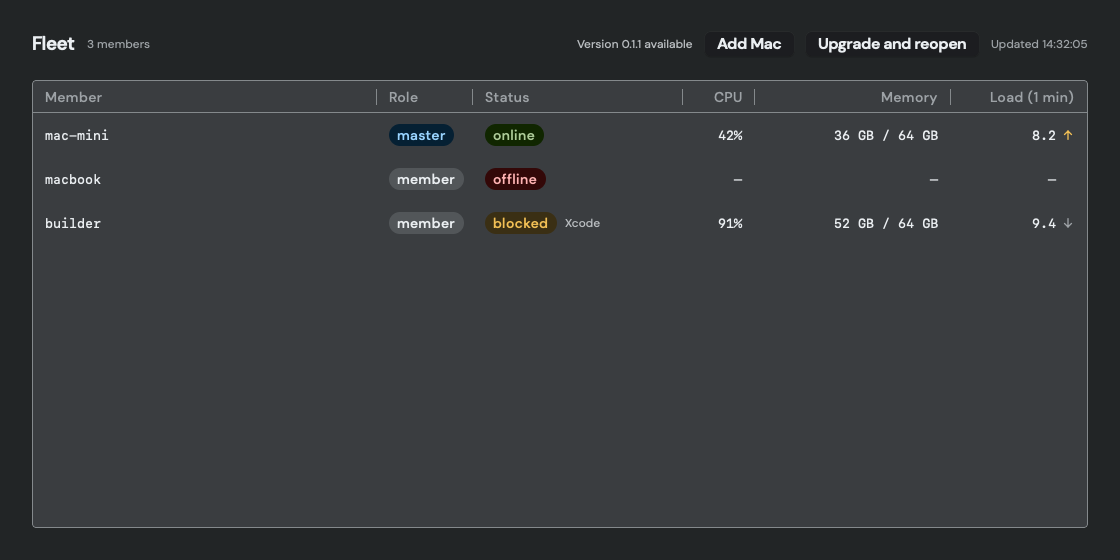 Fleet 3 members Version 0.1.1 available Add Mac Upgrade and reopen Updated 14:32:05
Member Role Status CPU Memory Load (1 min)
mac-mini master online 42% 36 GB / 64 GB 8.2 ↑
macbook member offline — — —
builder member blocked Xcode 91% 52 GB / 64 GB 9.4 ↓